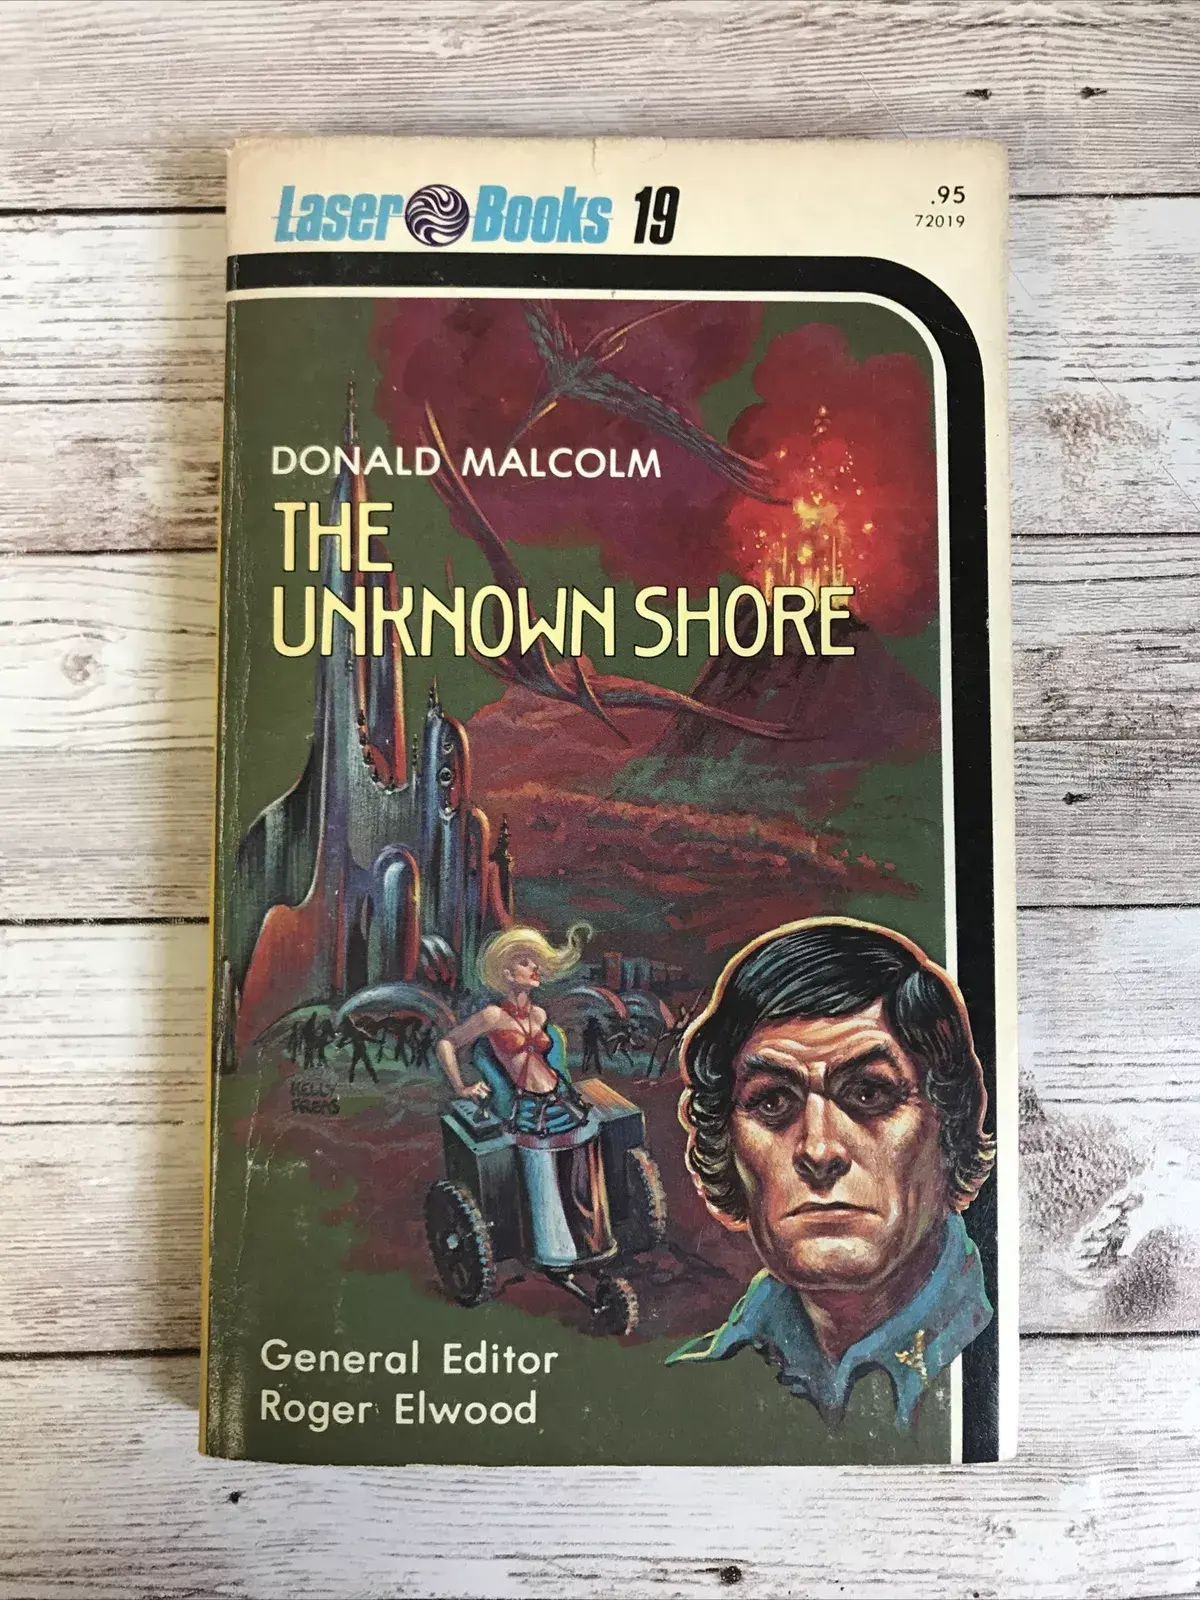 Laser Books 19
.95
72019
DONALD MALCOLM
THE
UNKNOWN SHORE
KELLY
FREAS
General Editor
Roger Elwood